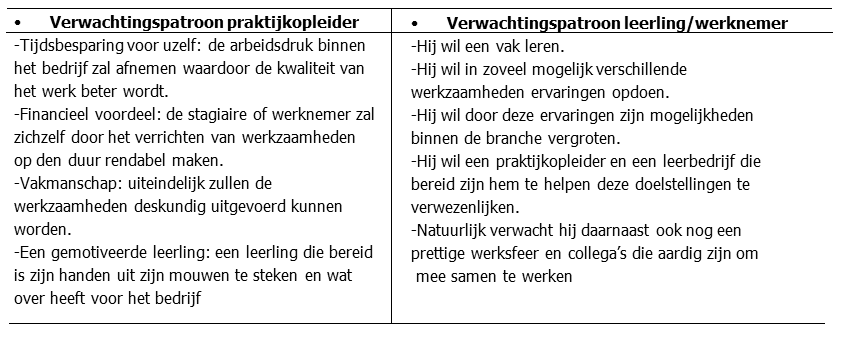 • Verwachtingspatroon praktijkopleider
-Tijdsbesparing voor uzelf: de arbeidsdruk binnen
het bedrijf zal afnemen waardoor de kwaliteit van
het werk beter wordt.
-Financieel voordeel: de stagiaire of werknemer zal
zichzelf door het verrichten van werkzaamheden
op den duur rendabel maken.
-Vakmanschap: uiteindelijk zullen de
werkzaamheden deskundig uitgevoerd kunnen
worden.
-Een gemotiveerde leerling: een leerling die bereid
is zijn handen uit zijn mouwen te steken en wat
over heeft voor het bedrijf
• Verwachtingspatroon leerling/werknemer
-Hij wil een vak leren.
-Hij wil in zoveel mogelijk verschillende
werkzaamheden ervaringen opdoen.
-Hij wil door deze ervaringen zijn mogelijkheden
binnen de branche vergroten.
-Hij wil een praktijkopleider en een leerbedrijf die
bereid zijn hem te helpen deze doelstellingen te
verwezenlijken.
-Natuurlijk verwacht hij daarnaast ook nog een
prettige werksfeer en collega’s die aardig zijn om
mee samen te werken